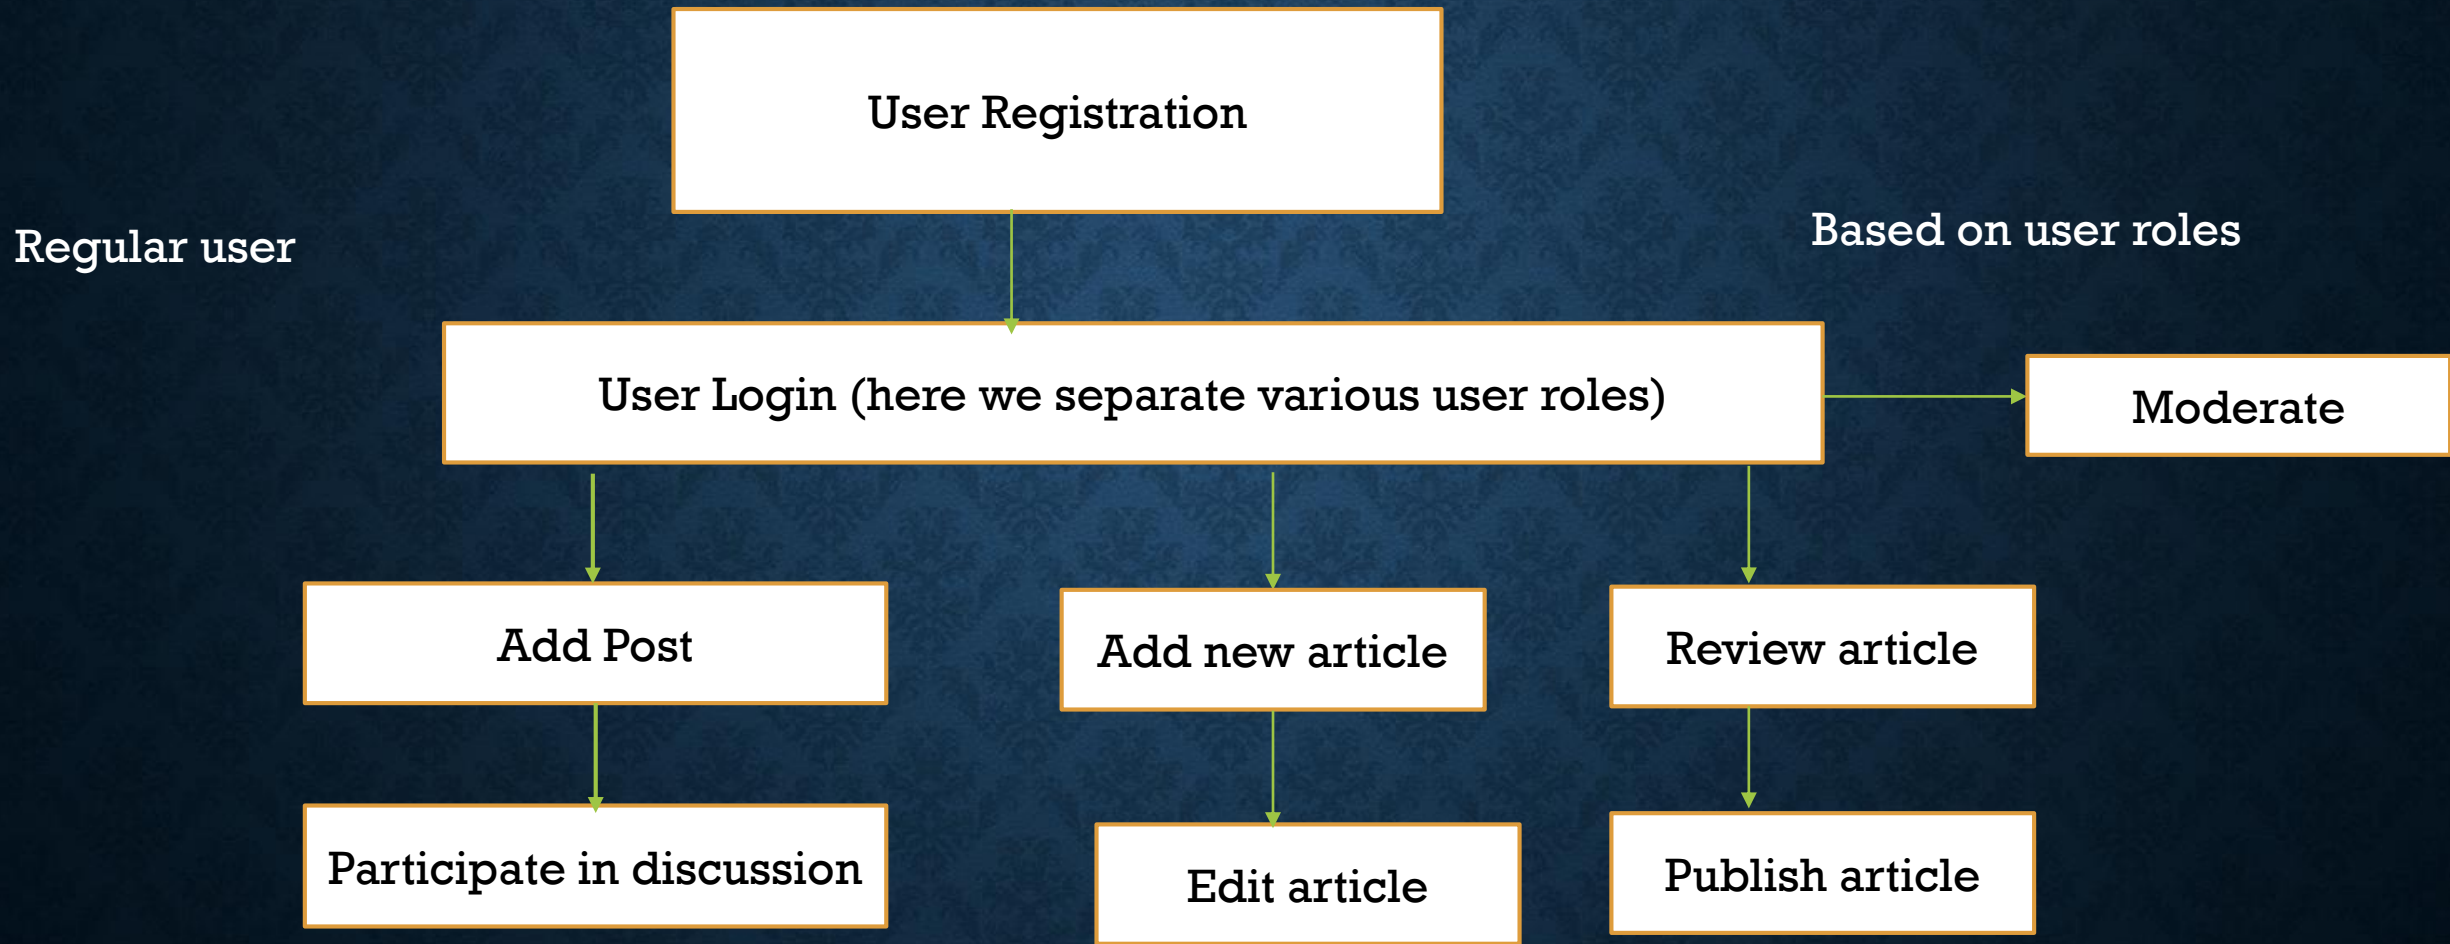 User Registration
Regular user
Based on user roles
User Login (here we separate various user roles)
Moderate
Add Post
Add new article
Review article
Participate in discussion
Edit article
Publish article